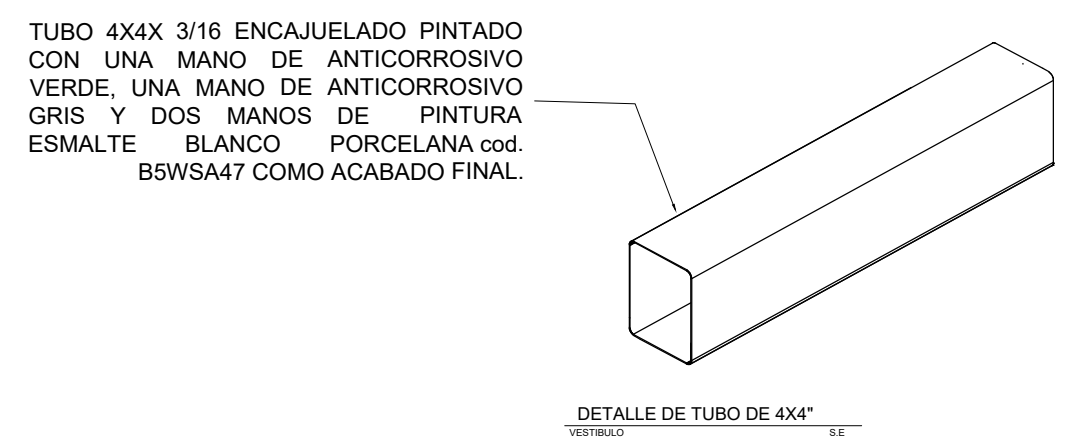 TUBO 4X4X 3/16 ENCAJUELADO PINTADO
CON UNA MANO DE ANTICORROSIVO
VERDE, UNA MANO DE ANTICORROSIVO
GRIS Y DOS MANOS DE PINTURA
ESMALTE BLANCO PORCELANA cod.
B5WSA47 COMO ACABADO FINAL.
DETALLE DE TUBO DE 4X4"
VESTIBULO S.E